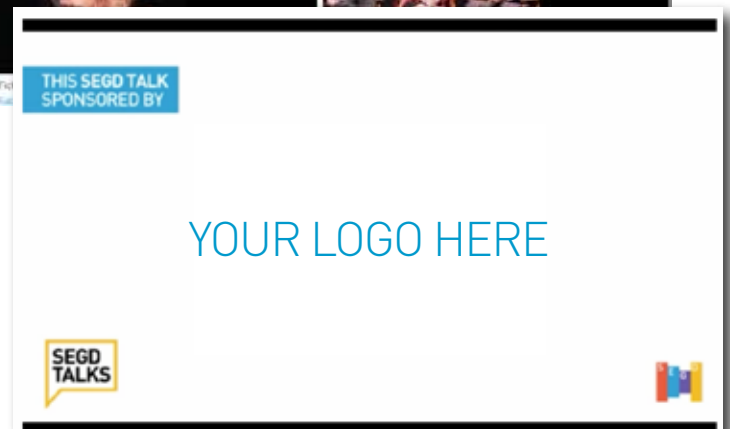 THIS SEGD TALK
SPONSORED BY
YOUR LOGO HERE
SEGD
TALKS
S E G D